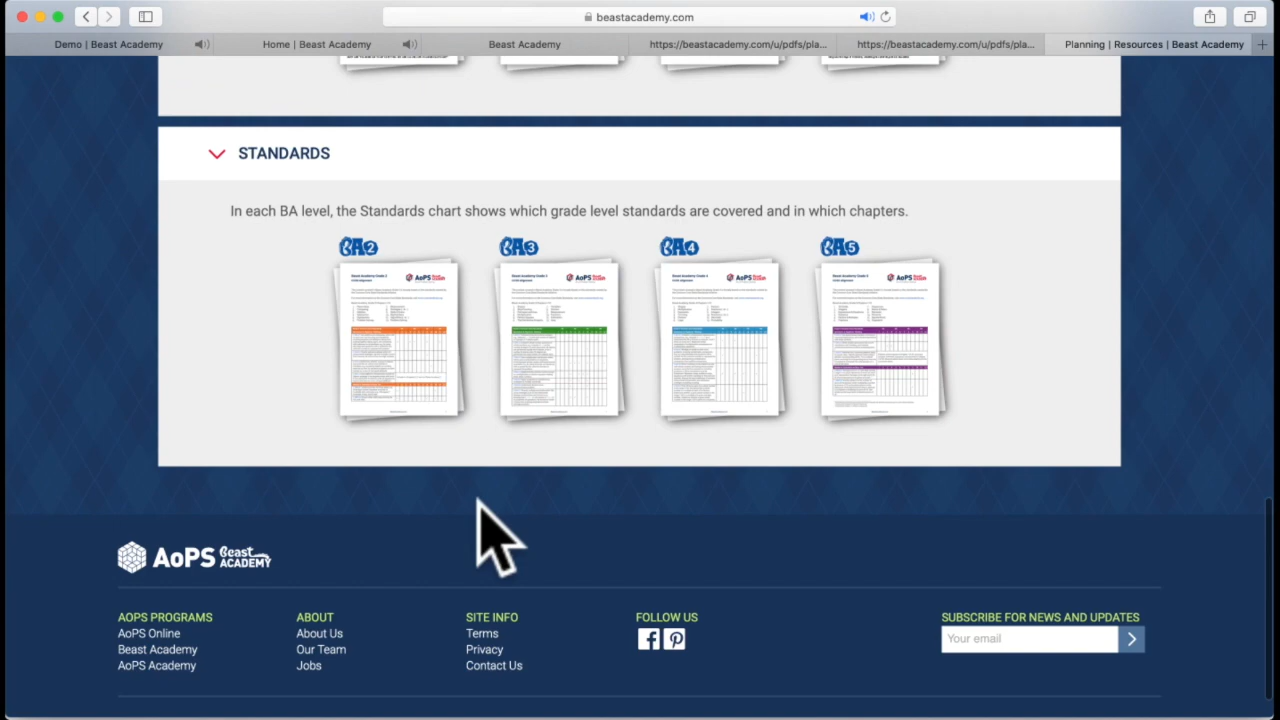 beastacademy.com
Demo | Beast Academy
Home | Beast Academy
Beast Academy
https://beastacademy.com/u/pdfs/pla...
https://beastacademy.com/u/pdfs/pla...
Planning | Resources | Beast Academy
STANDARDS
In each BA level, the Standards chart shows which grade level standards are covered and in which chapters.
BA2
BA3
BA4
BA5
AoPS Beast ACADEMY
AOPS PROGRAMS
AoPS Online
Beast Academy
AoPS Academy
ABOUT
About Us
Our Team
Jobs
SITE INFO
Terms
Privacy
Contact Us
FOLLOW US
SUBSCRIBE FOR NEWS AND UPDATES
Your email